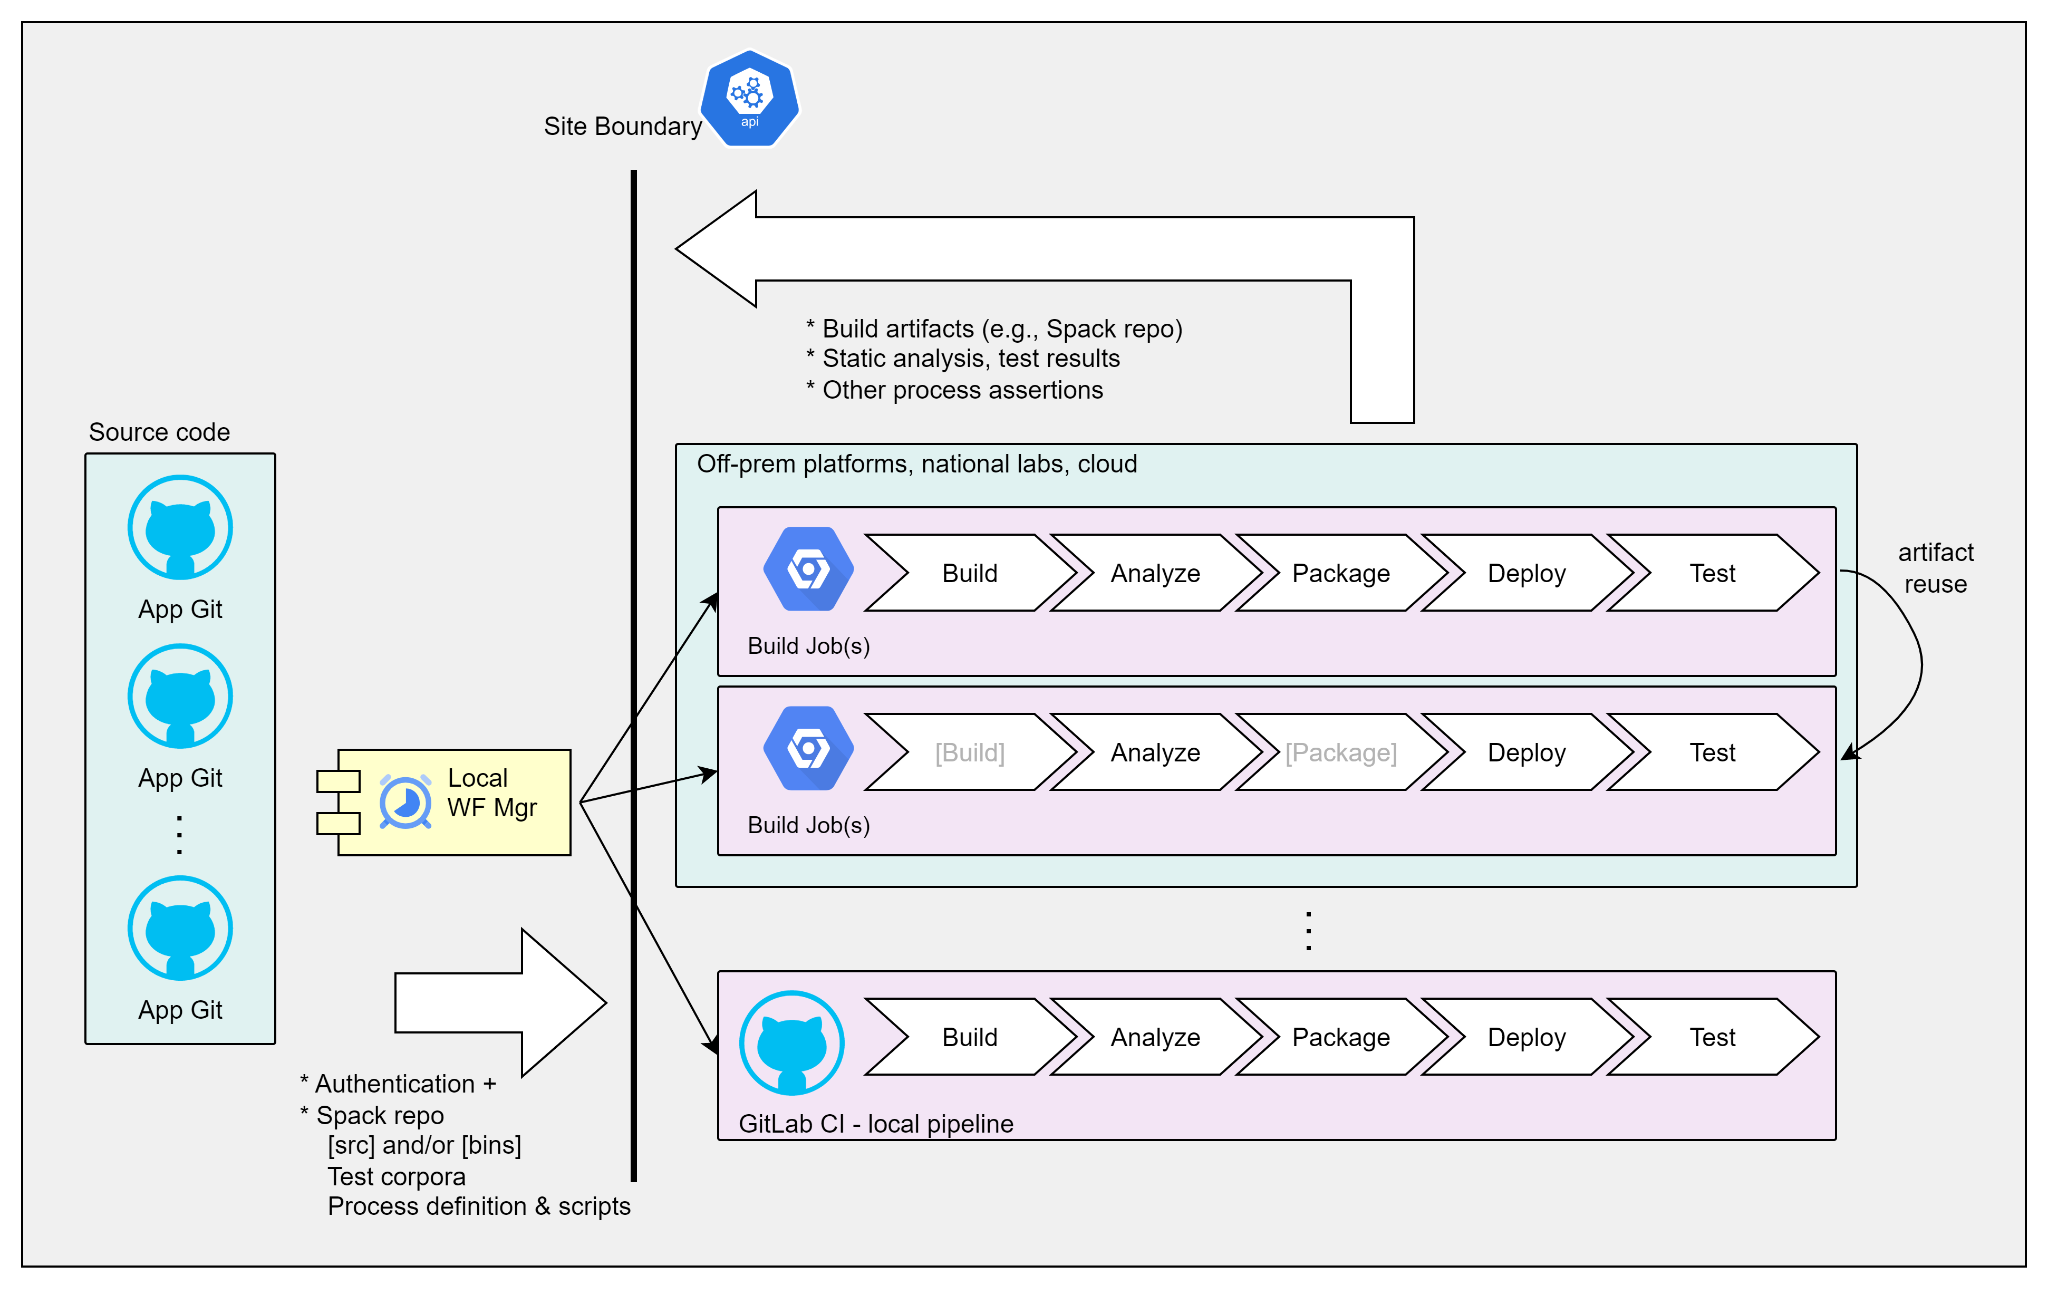 api
Site Boundary
* Build artifacts (e.g., Spack repo)
* Static analysis, test results
* Other process assertions
Source code
App Git
App Git
App Git
Local
WF Mgr
* Authentication +
* Spack repo
[src] and/or [bins]
Test corpora
Process definition & scripts
Off-prem platforms, national labs, cloud
Build Analyze Package Deploy Test
Build Job(s)
artifact
reuse
[Build] Analyze [Package] Deploy Test
Build Job(s)
Build Analyze Package Deploy Test
GitLab CI - local pipeline